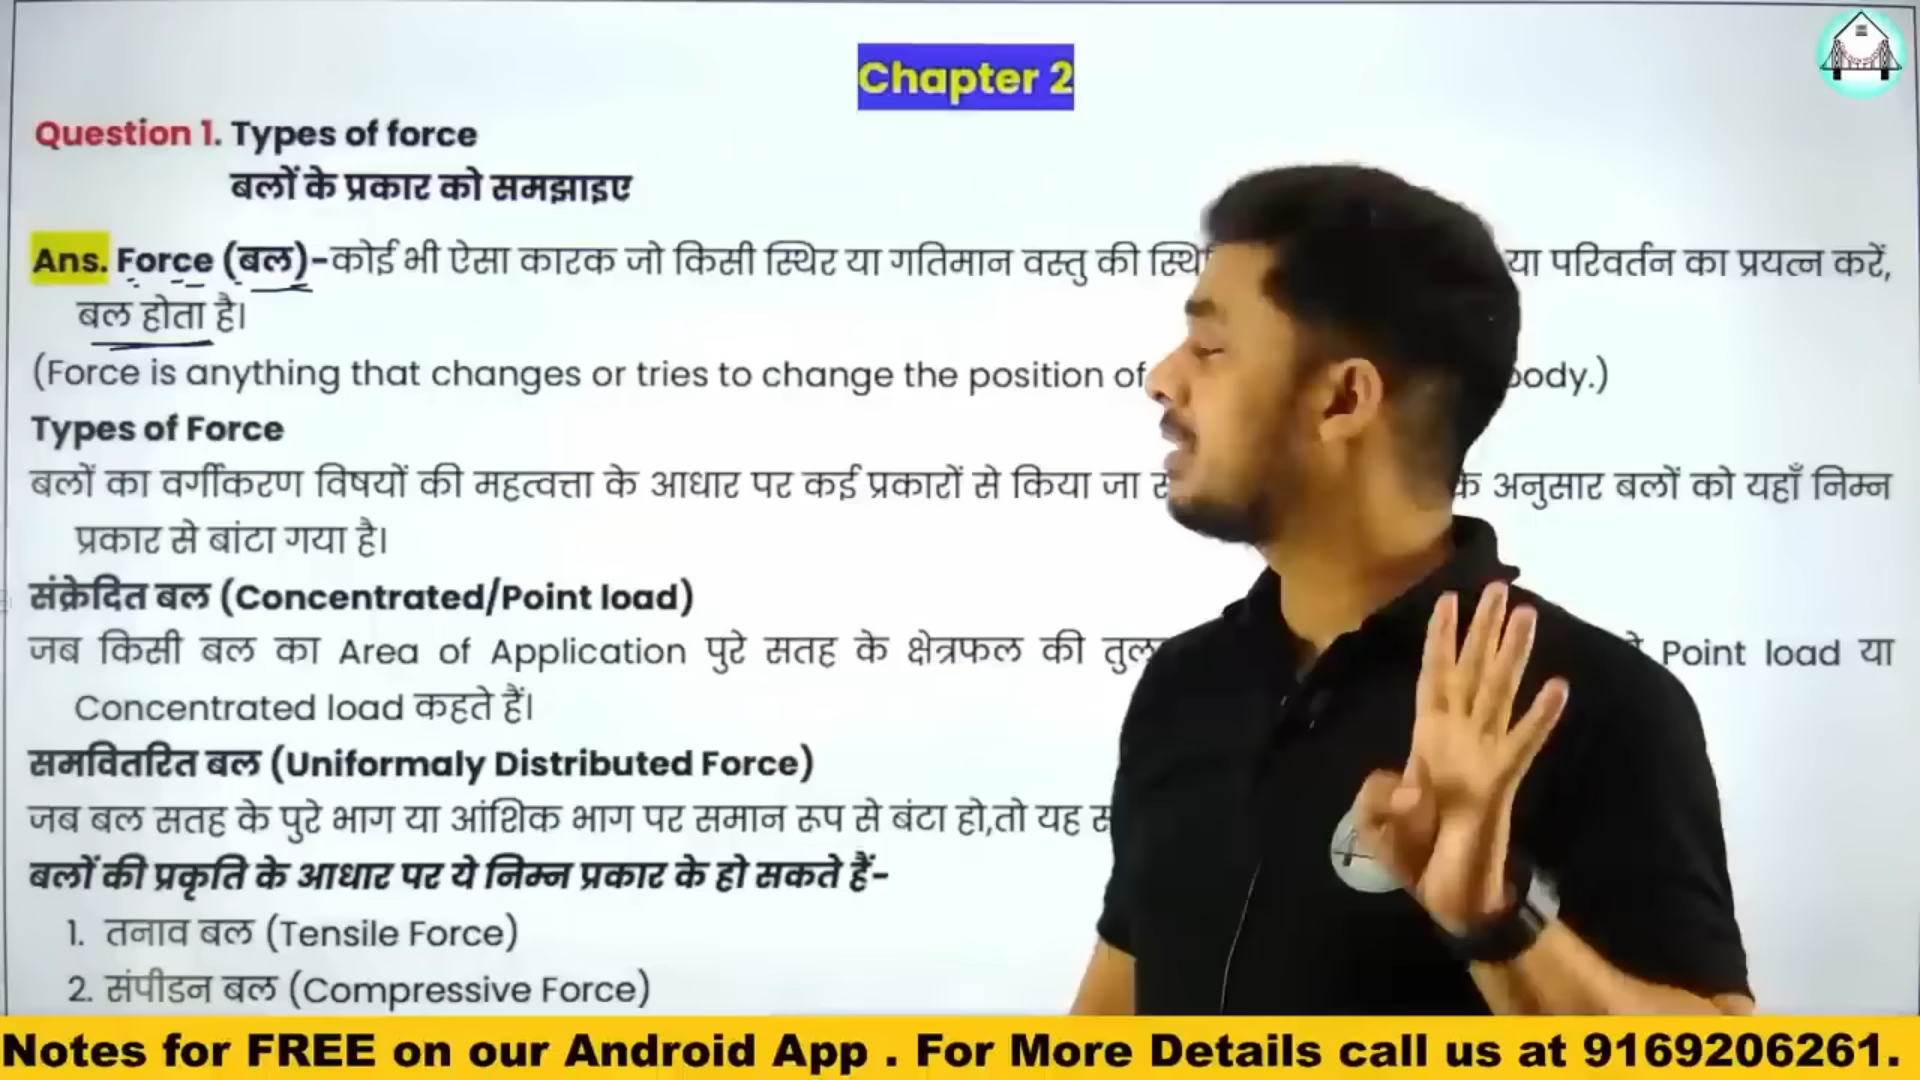 Chapter 2
Question 1. Types of force
बलों के प्रकार को समझाइए
Ans. Force (बल)-कोई भी ऐसा कारक जो किसी स्थिर या गतिमान वस्तु की या परिवर्तन का प्रयत्न करें,
बल होता है।
(Force is anything that changes or tries to change the position of body.)
Types of Force
बलों का वर्गीकरण विषयों की महत्वत्ता के आधार पर कई प्रकारों से किया जा के अनुसार बलों को यहाँ निम्न
प्रकार से बांटा गया है।
संक्रेदित बल (Concentrated/Point load)
जब किसी बल का Area of Application पुरे सतह के क्षेत्रफल की Point load या
Concentrated load कहते हैं।
समवितरित बल (Uniformaly Distributed Force)
जब बल सतह के पुरे भाग या आंशिक भाग पर समान रूप से बंटा हो,तो यह
बलों की प्रकृति के आधार पर ये निम्न प्रकार के हो सकते हैं-
1. तनाव बल (Tensile Force)
2. संपीडन बल (Compressive Force)
Notes for FREE on our Android App . For More Details call us at 9169206261.